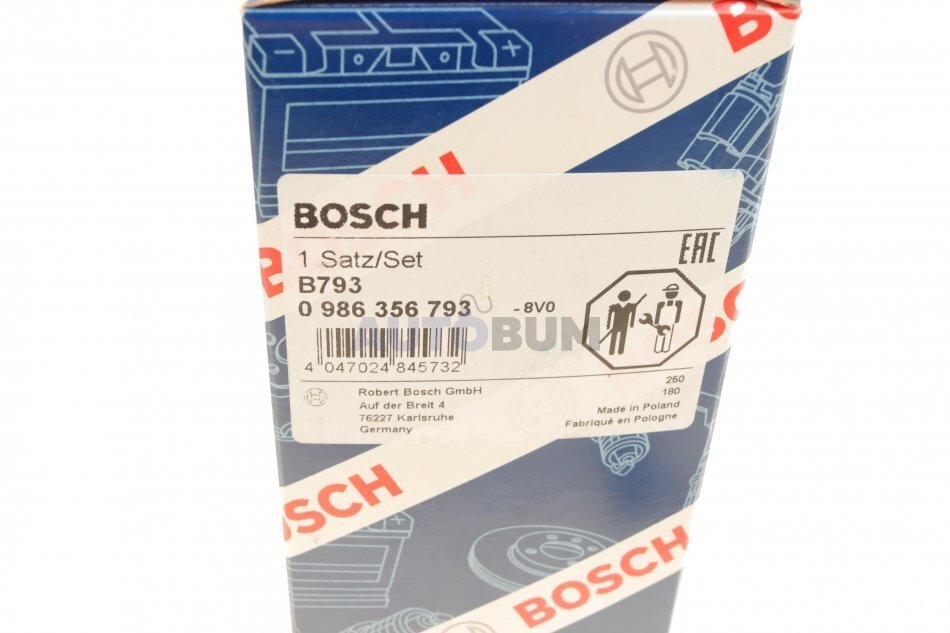 BOSCH
BOSCH
BOSCH
EAC
1 Satz/Set
B793
0 986 356 793 -8V0
AUTOBUM
4 047024 845732
250
180
Robert Bosch GmbH
Auf der Breit 4
76227 Karlsruhe
Germany
Made in Poland
Fabriqué en Pologne
BOSCH
BOSCH